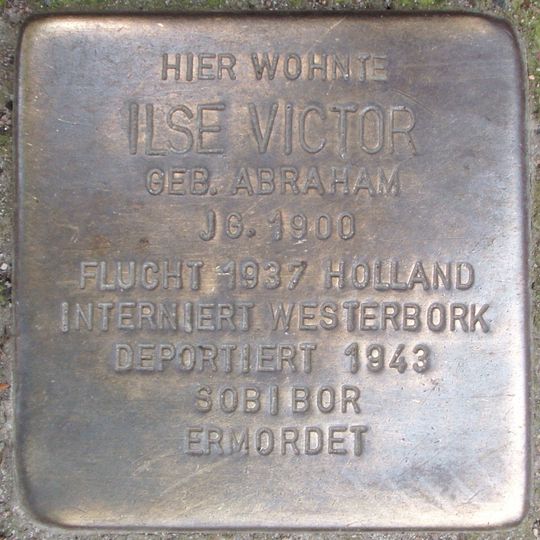 HIER WOHNTE
ILSE VICTOR
GEB. ABRAHAM
JG. 1900
FLUCHT 1937 HOLLAND
INTERNIERT WESTERBORK
DEPORTIERT 1943
SOBIBOR
ERMORDET